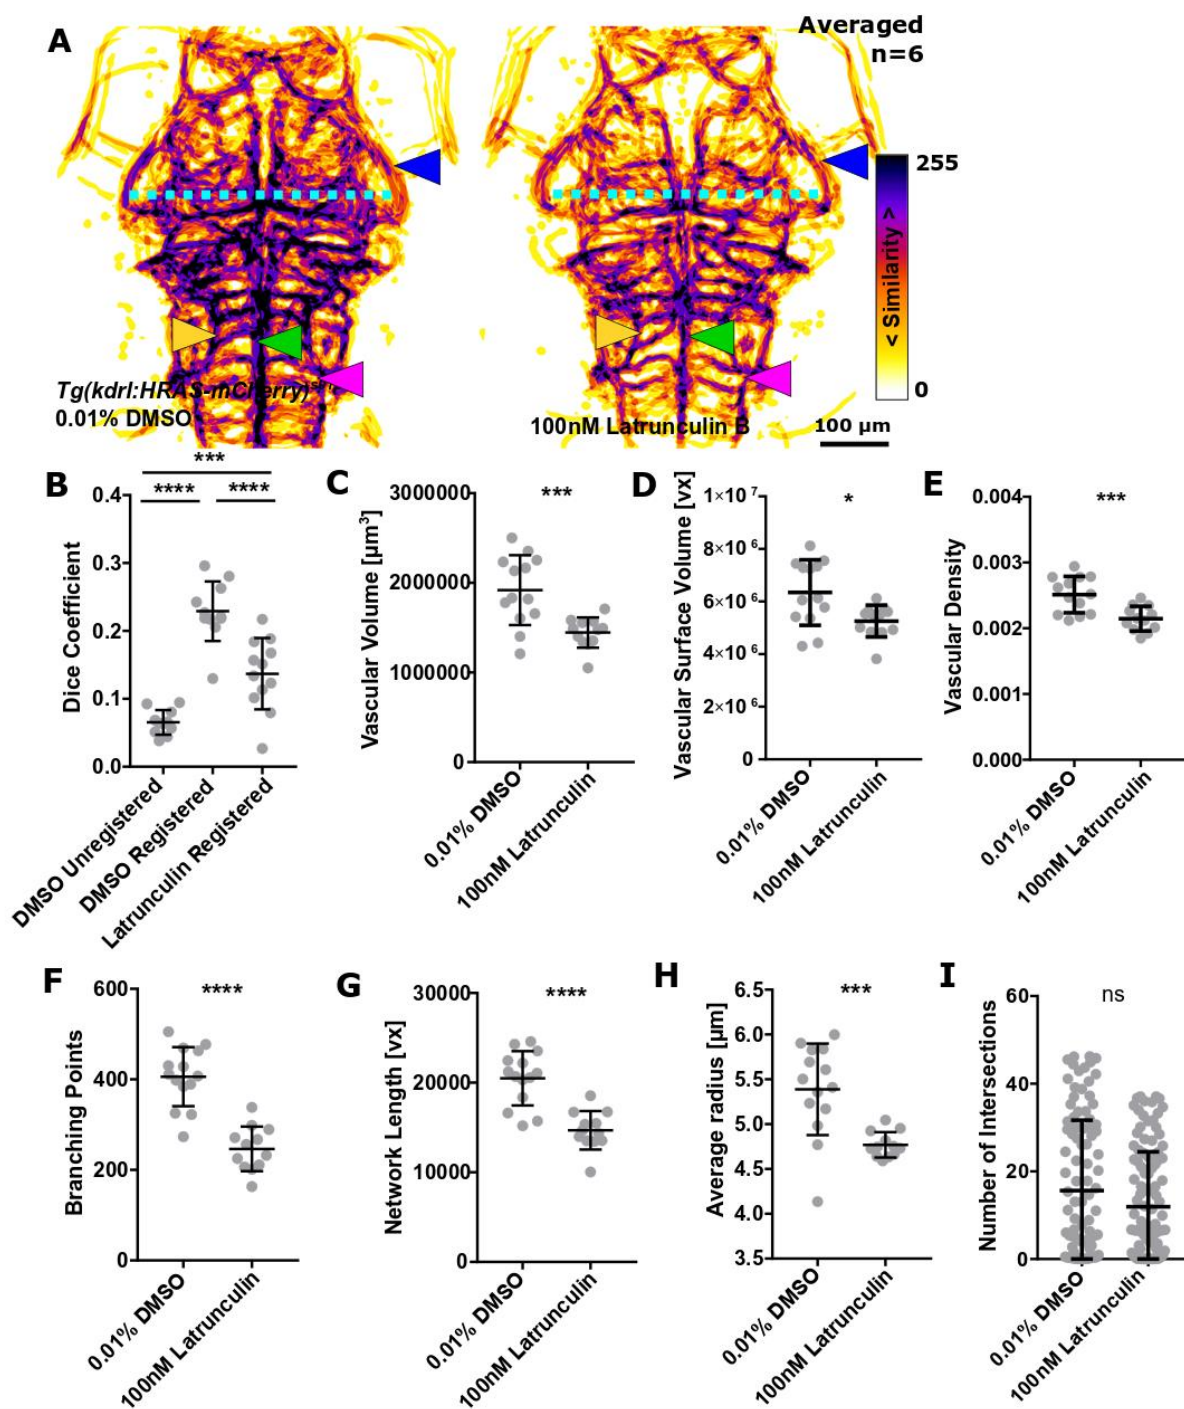 A
Averaged
n=6
255
< Similarity >
0
Tg(kdrl:HRAS-mCherry)
0.01% DMSO
100nM Latrunculin B
100 µm
B
Dice Coefficient
***
**** ****
0.4
0.3
0.2
0.1
0.0
DMSO Unregistered
DMSO Registered
Latrunculin Registered
C
Vascular Volume [µm³]
***
3000000
2000000
1000000
0
0.01% DMSO
100nM Latrunculin
D
Vascular Surface Volume [vx]
*
1×10⁷
8×10⁶
6×10⁶
4×10⁶
2×10⁶
0
0.01% DMSO
100nM Latrunculin
E
Vascular Density
***
0.004
0.003
0.002
0.001
0.000
0.01% DMSO
100nM Latrunculin
F
Branching Points
****
600
400
200
0
0.01% DMSO
100nM Latrunculin
G
Network Length [vx]
****
30000
20000
10000
0
0.01% DMSO
100nM Latrunculin
H
Average radius [µm]
***
6.5
6.0
5.5
5.0
4.5
4.0
3.5
0.01% DMSO
100nM Latrunculin
I
Number of Intersections
ns
60
40
20
0
0.01% DMSO
100nM Latrunculin